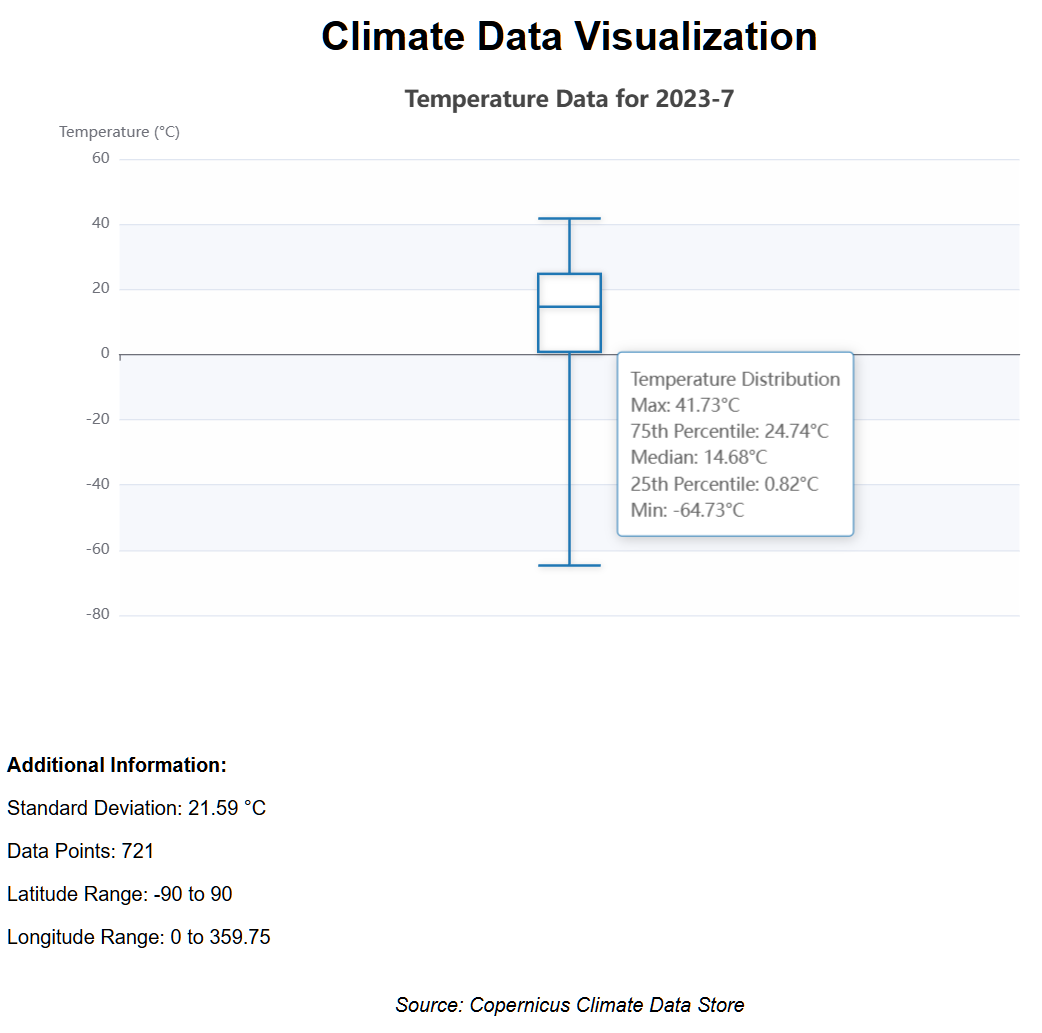 Climate Data Visualization
Temperature Data for 2023-7
Temperature (°C)
60
40
20
0
-20
-40
-60
-80
Temperature Distribution
Max: 41.73°C
75th Percentile: 24.74°C
Median: 14.68°C
25th Percentile: 0.82°C
Min: -64.73°C
Additional Information:
Standard Deviation: 21.59 °C
Data Points: 721
Latitude Range: -90 to 90
Longitude Range: 0 to 359.75
Source: Copernicus Climate Data Store